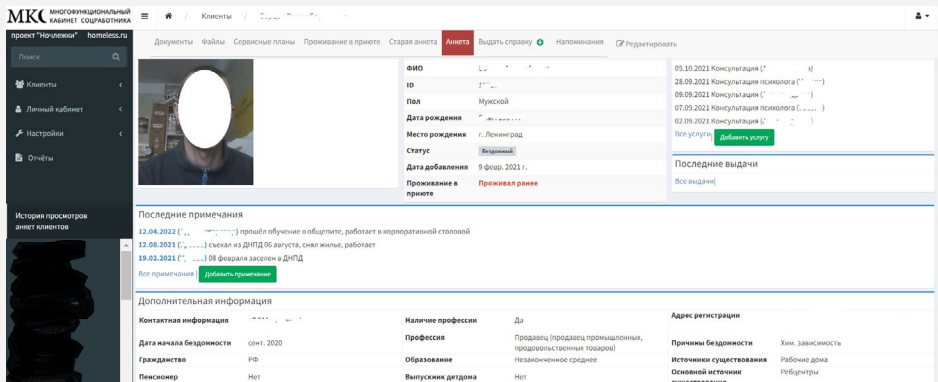 МКС МНОГОФУНКЦИОНАЛЬНЫЙ КАБИНЕТ СОЦРАБОТНИКА
проект "Ночлежки" homeless.ru
Поиск
Клиенты
Личный кабинет
Настройки
Отчёты
История просмотров анкет клиентов
/ Клиенты /
Документы Файлы Сервисные планы Проживание в приюте Старая анкета Анкета Выдать справку Напоминания Редактировать
ФИО
ID
Пол Мужской
Дата рождения
Место рождения г. Ленинград
Статус Бездомный
Дата добавления 9 февр. 2021 г.
Проживание в приюте Проживал ранее
05.10.2021 Консультация (
28.09.2021 Консультация психолога (
09.09.2021 Консультация (
07.09.2021 Консультация психолога (
02.09.2021 Консультация (
Все услуги| Добавить услугу
Последние выдачи
Все выдачи|
Последние примечания
12.04.2022 ( ) прошёл обучение в общепите, работает в корпоративной столовой
12.08.2021 ( ) съехал из ДНПД 06 августа, снял жилье, работает
19.02.2021 ( ) 08 февраля заселен в ДНПД
Все примечания | Добавить примечание
Дополнительная информация
Контактная информация
Дата начала бездомности сент. 2020
Гражданство РФ
Пенсионер Нет
Наличие профессии Да
Профессия Продавец (продавец промышленных, продовольственных товаров)
Образование Незаконченное среднее
Выпускник детдома Нет
Адрес регистрации
Причины бездомности Хим. зависимость
Источники существования Рабочие дома
Основной источник существования Ребцентры